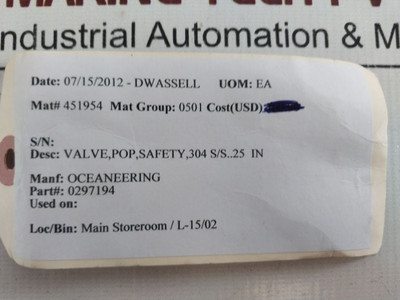 ndustrial Automation & M
Date: 07/15/2012 - DWASSELL UOM: EA
Mat# 451954 Mat Group: 0501 Cost(USD)
S/N:
Desc: VALVE,POP,SAFETY,304 S/S..25 IN
Manf: OCEANEERING
Part#: 0297194
Used on:
Loc/Bin: Main Storeroom / L-15/02